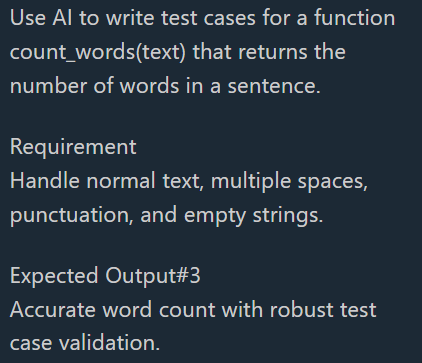 Use AI to write test cases for a function
count_words(text) that returns the
number of words in a sentence.
Requirement
Handle normal text, multiple spaces,
punctuation, and empty strings.
Expected Output#3
Accurate word count with robust test
case validation.